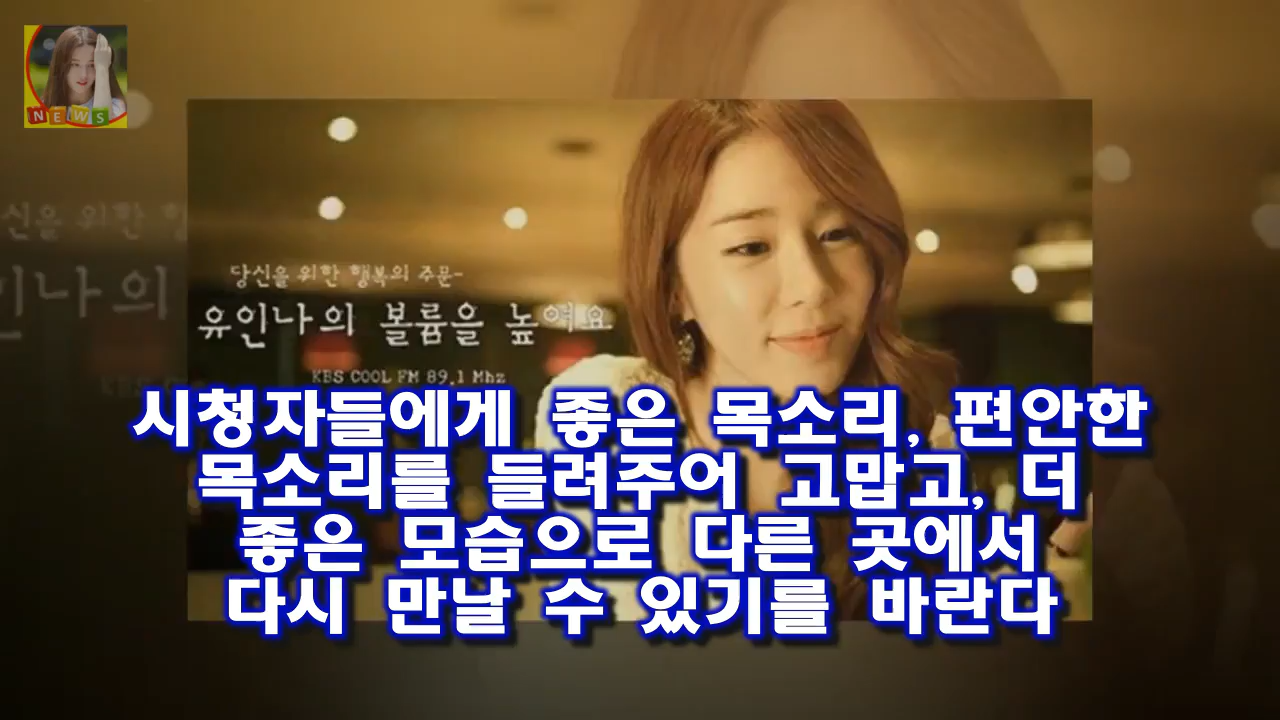 NEWS
당신을 위한 행복의 주문-
유인나의 볼륨을 높여요
KBS COOL FM 89.1 Mhz
시청자들에게 좋은 목소리, 편안한
목소리를 들려주어 고맙고, 더
좋은 모습으로 다른 곳에서
다시 만날 수 있기를 바란다